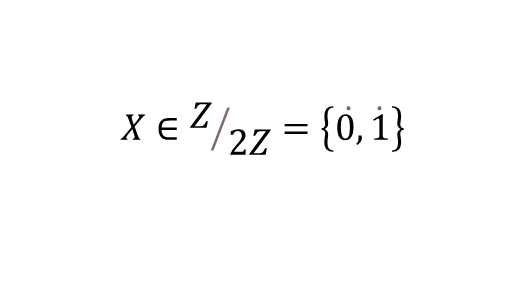 X ∈ Z/2Z = {0̇, 1̇}